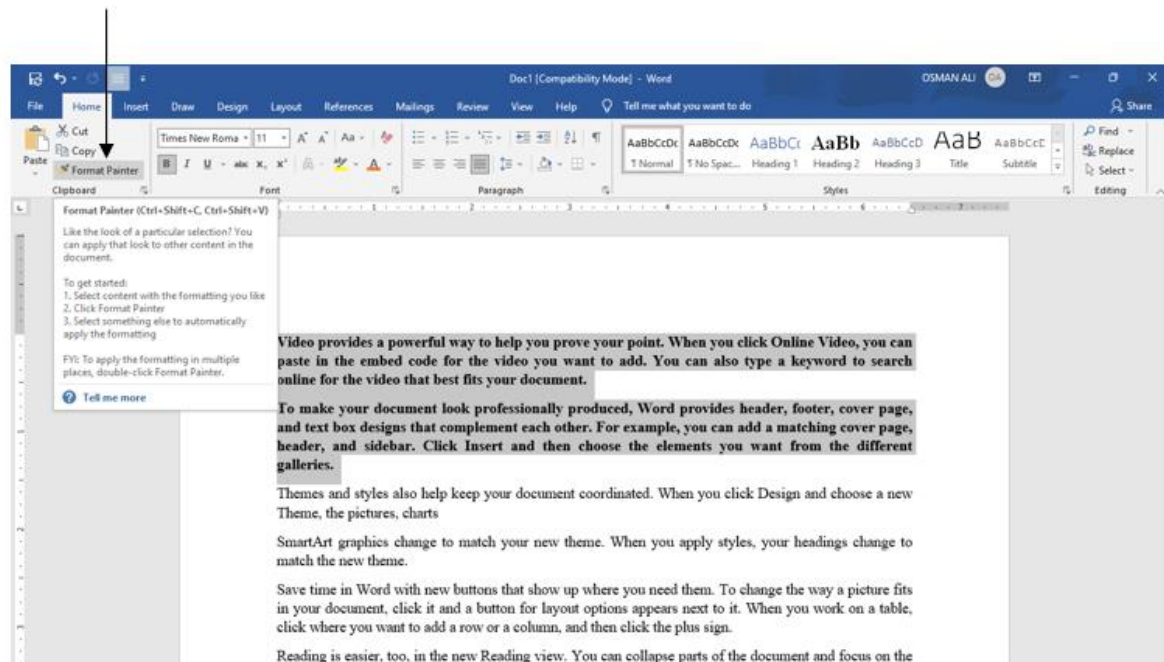 Doc1 [Compatibility Mode] - Word
OSMAN ALI
OA
File Home Insert Draw Design Layout References Mailings Review View Help Tell me what you want to do
Share
Paste
Cut
Copy
Format Painter
Clipboard
Times New Roma
11
A A Aa
B I U abc x, x' A
Font
Paragraph
AaBbCcDc AaBbCcDc AaBbCc AaBb AaBbCcD AaB AaBbCcE
¶ Normal ¶ No Spac... Heading 1 Heading 2 Heading 3 Title Subtitle
Styles
Find
Replace
Select
Editing
1 2 3 4 5 6 7
Format Painter (Ctrl+Shift+C, Ctrl+Shift+V)
Like the look of a particular selection? You
can apply that look to other content in the
document.
To get started:
1. Select content with the formatting you like
2. Click Format Painter
3. Select something else to automatically
apply the formatting
FYI: To apply the formatting in multiple
places, double-click Format Painter.
Tell me more
Video provides a powerful way to help you prove your point. When you click Online Video, you can
paste in the embed code for the video you want to add. You can also type a keyword to search
online for the video that best fits your document.
To make your document look professionally produced, Word provides header, footer, cover page,
and text box designs that complement each other. For example, you can add a matching cover page,
header, and sidebar. Click Insert and then choose the elements you want from the different
galleries.
Themes and styles also help keep your document coordinated. When you click Design and choose a new
Theme, the pictures, charts
SmartArt graphics change to match your new theme. When you apply styles, your headings change to
match the new theme.
Save time in Word with new buttons that show up where you need them. To change the way a picture fits
in your document, click it and a button for layout options appears next to it. When you work on a table,
click where you want to add a row or a column, and then click the plus sign.
Reading is easier, too, in the new Reading view. You can collapse parts of the document and focus on the